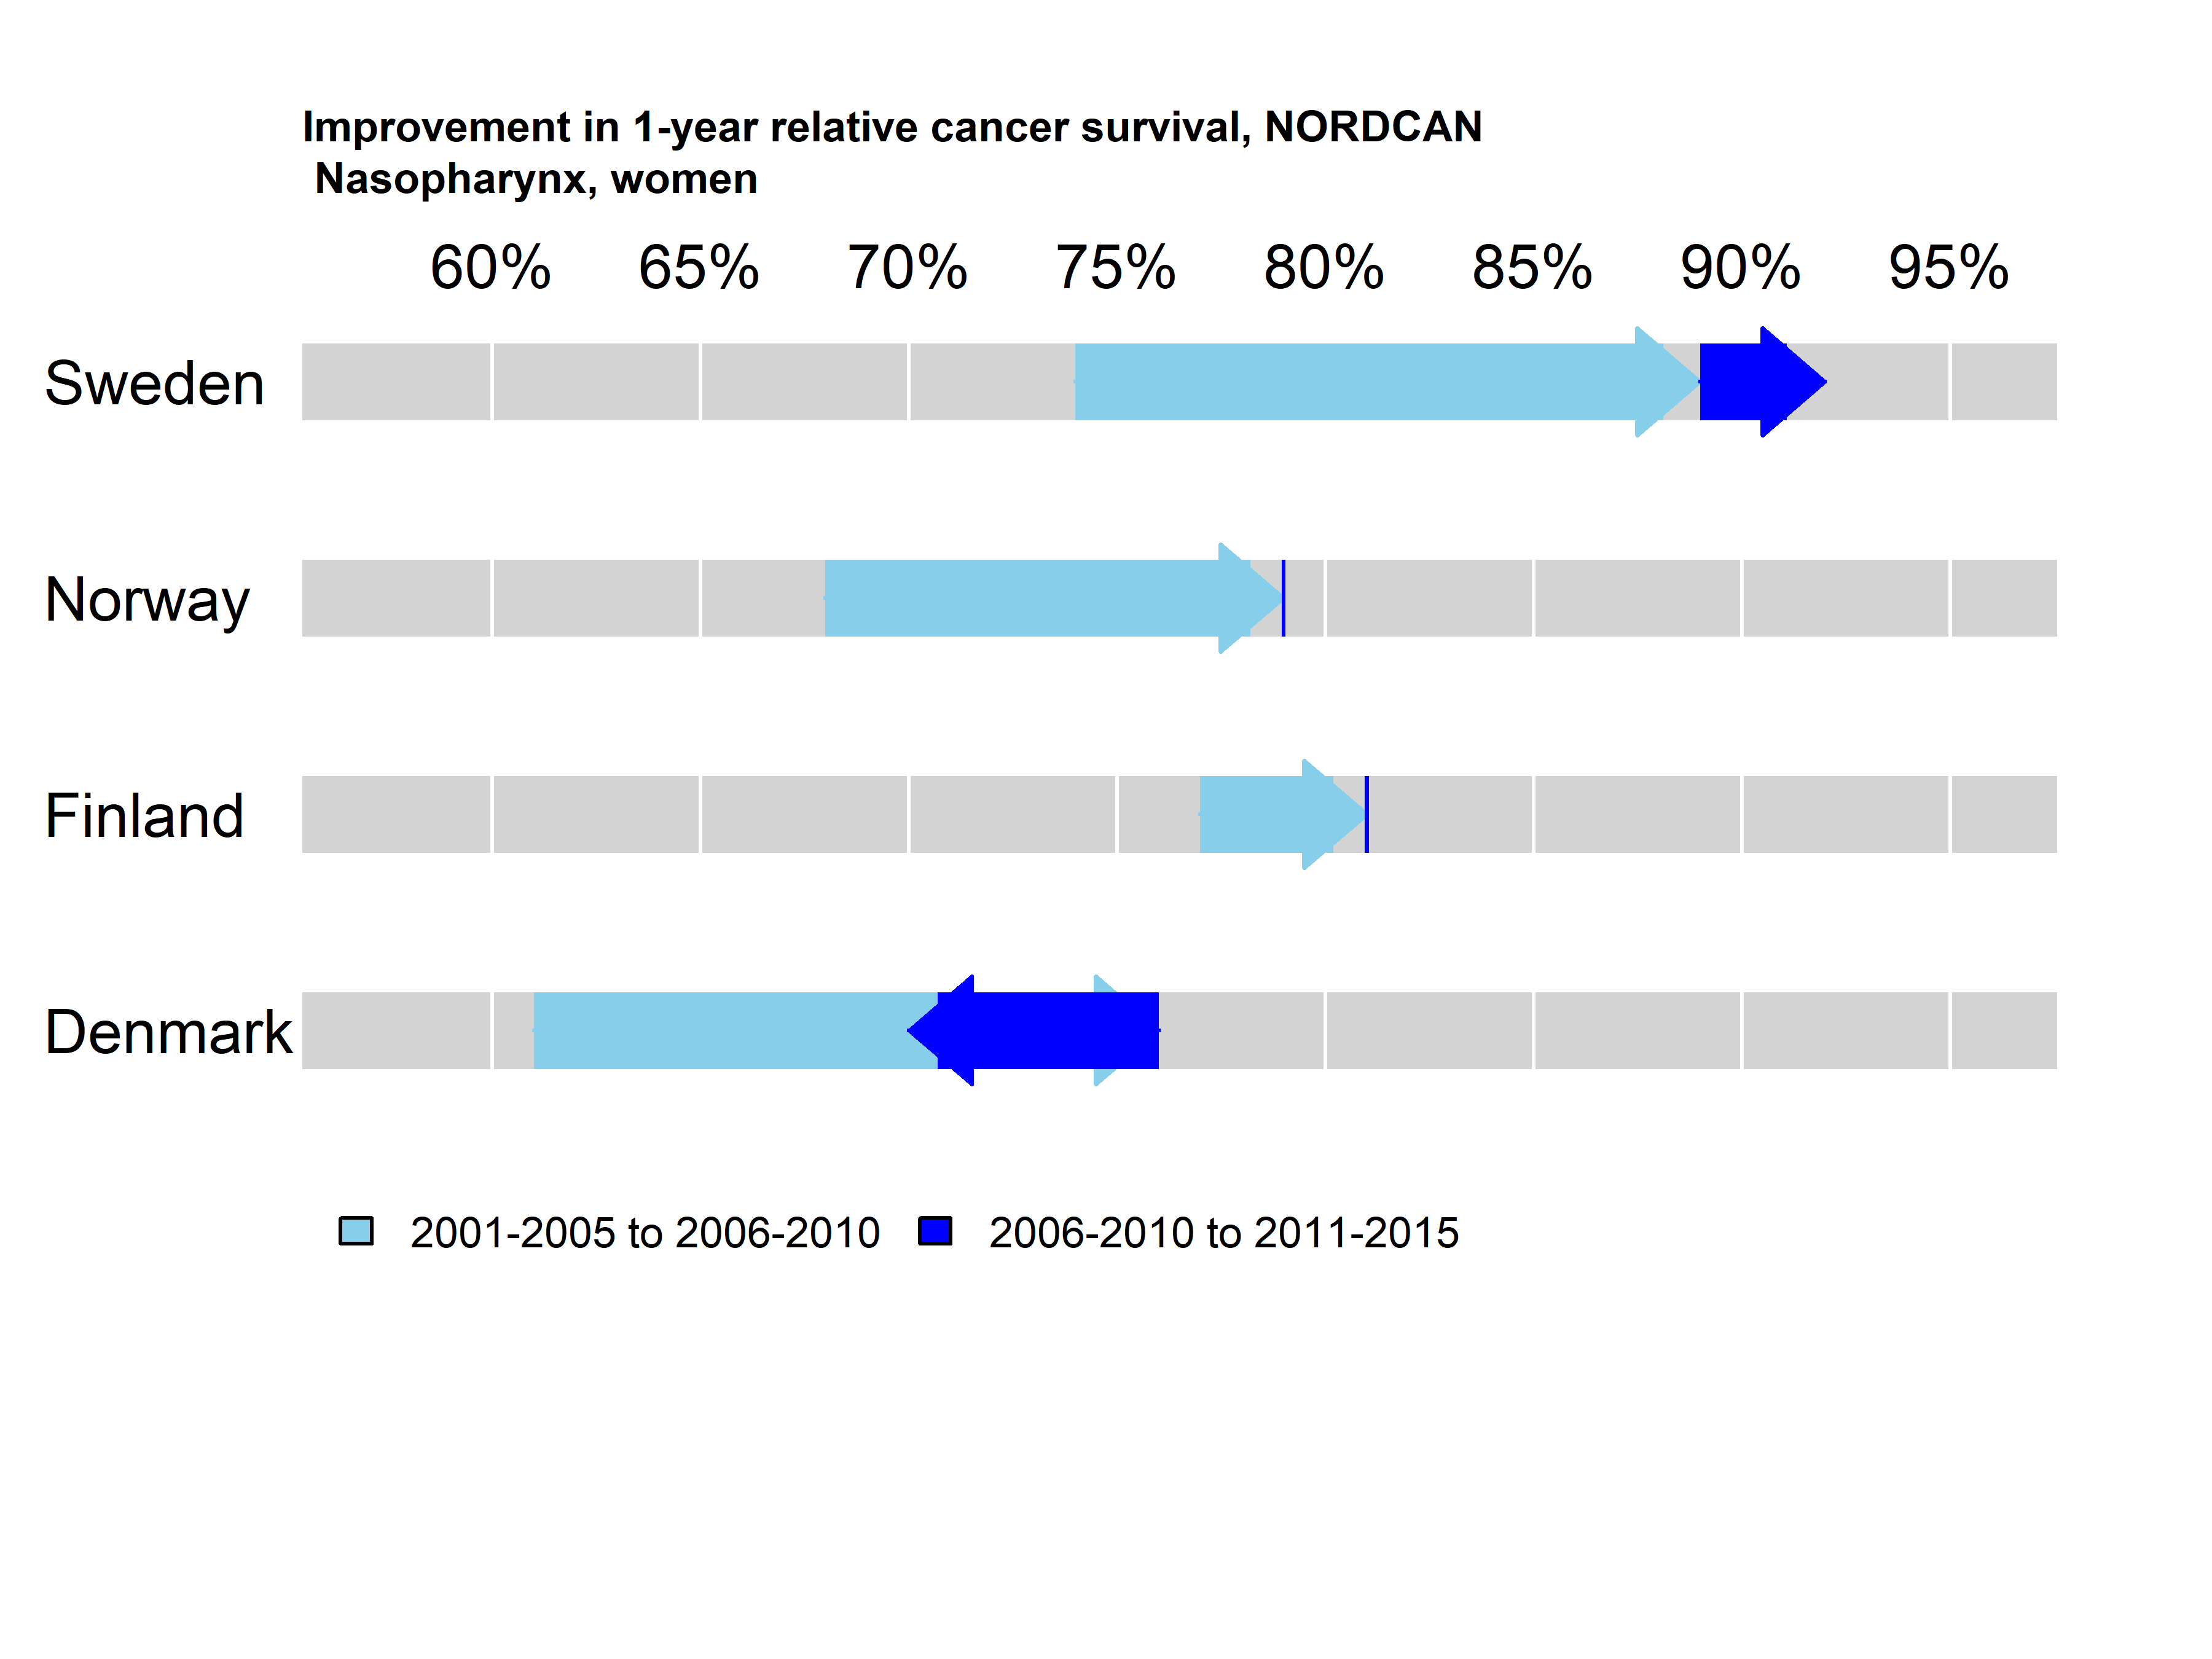 Improvement in 1-year relative cancer survival, NORDCAN
Nasopharynx, women
60% 65% 70% 75% 80% 85% 90% 95%
Sweden
Norway
Finland
Denmark
2001-2005 to 2006-2010 2006-2010 to 2011-2015